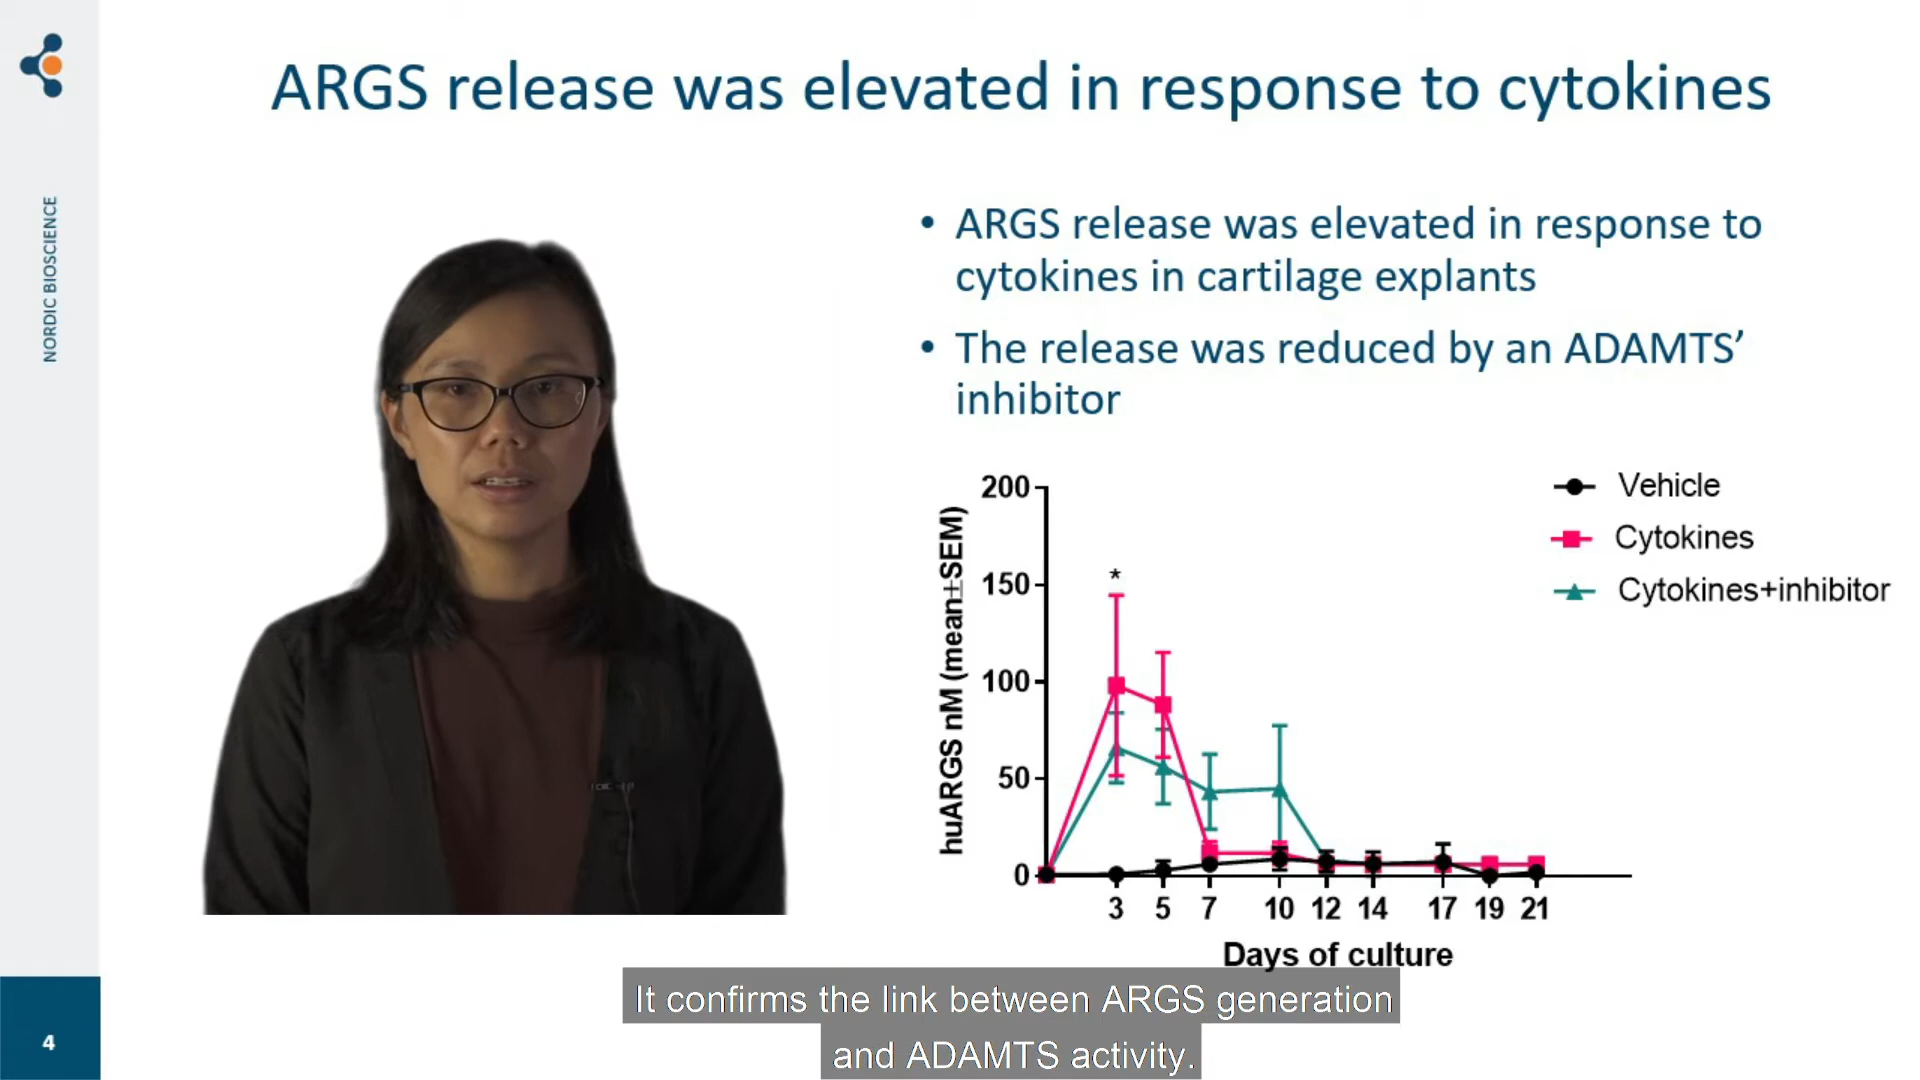 ARGS release was elevated in response to cytokines
NORDIC BIOSCIENCE
• ARGS release was elevated in response to
cytokines in cartilage explants
• The release was reduced by an ADAMTS’
inhibitor
huARGS nM (mean±SEM)
200
150
100
50
0
*
Vehicle
Cytokines
Cytokines+inhibitor
3 5 7 10 12 14 17 19 21
Days of culture
It confirms the link between ARGS generation
and ADAMTS activity.
4